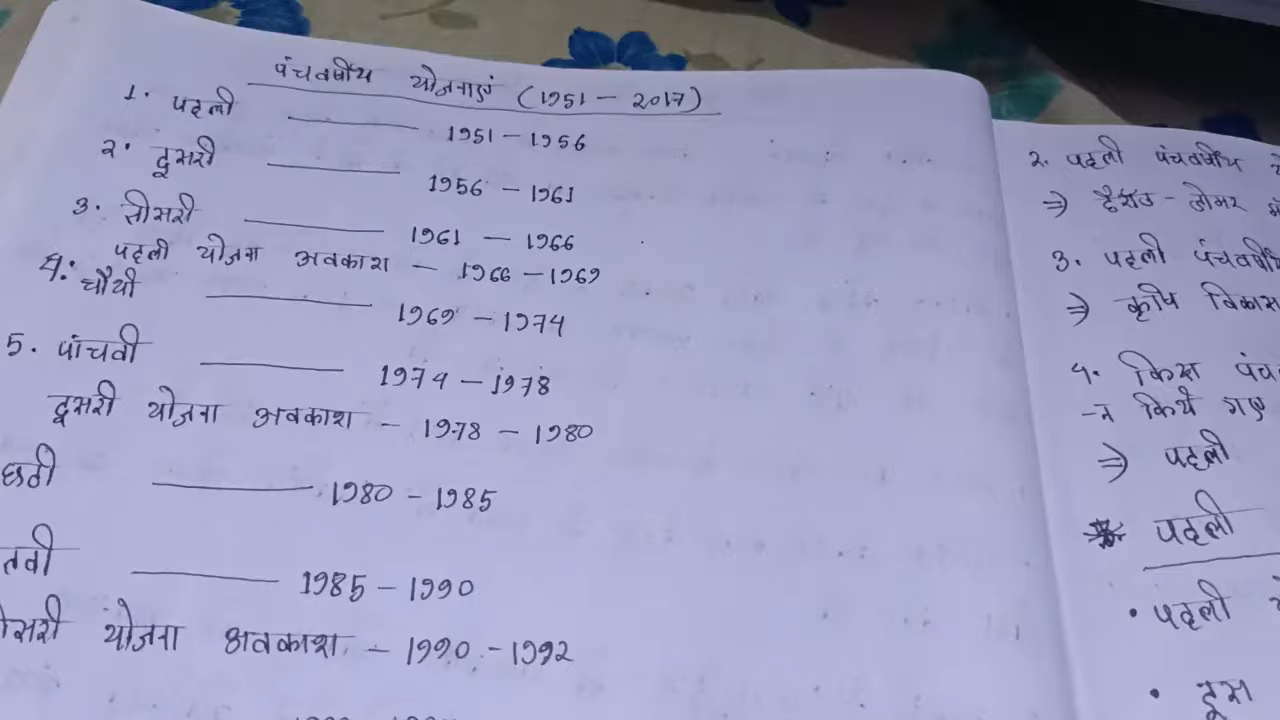 पंचवर्षीय योजनाएं (1951 - 2017)
1. पहली — 1951 - 1956
2. दूसरी — 1956 - 1961
3. तीसरी — 1961 - 1966
पहली योजना अवकाश - 1966 - 1969
4. चौथी — 1969 - 1974
5. पांचवी — 1974 - 1978
दूसरी योजना अवकाश - 1978 - 1980
छठी — 1980 - 1985
तवी — 1985 - 1990
सरी योजना अवकाश - 1990 - 1992
2. पहली पंचवर्षीय
⇒ हैराल्ड - डोमर
3. पहली पंचवर्षीय
⇒ कृषि विकास
4. किस पंच
- न किये गए
⇒ पहली
* पहली
• पहली
• दूस